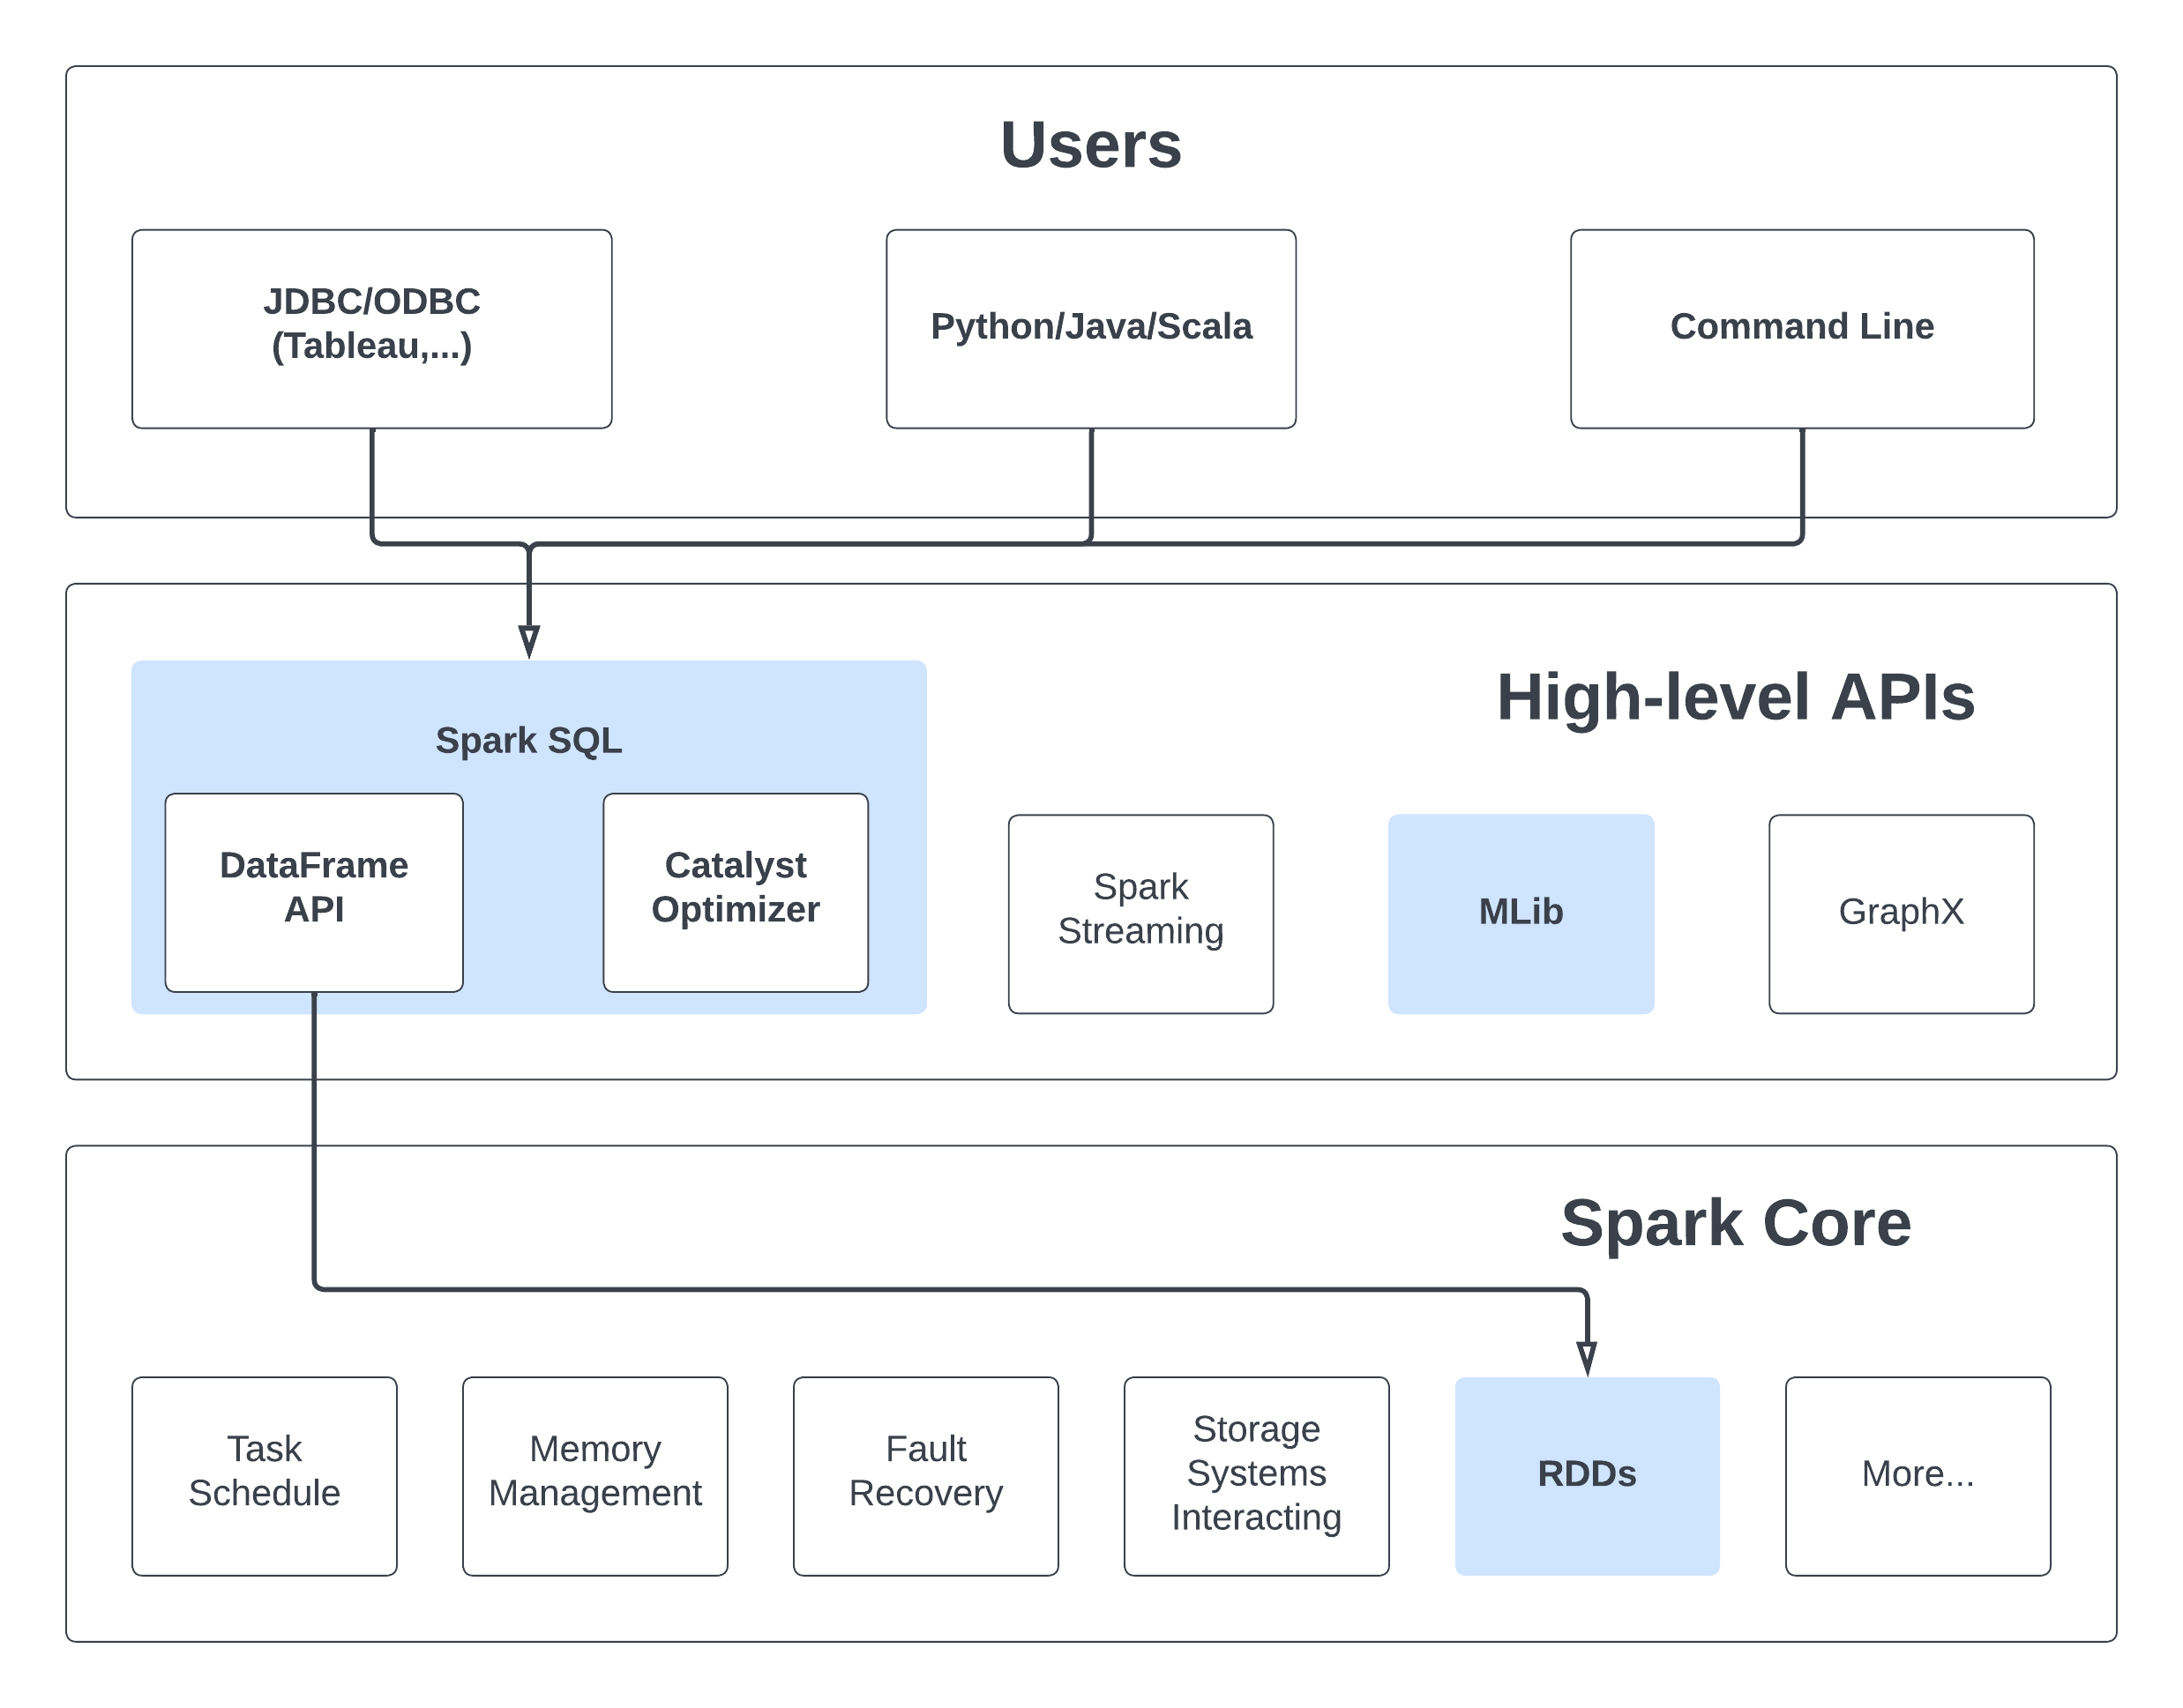 Users
JDBC/ODBC
(Tableau,...)
Python/Java/Scala
Command Line
High-level APIs
Spark SQL
DataFrame
API
Catalyst
Optimizer
Spark
Streaming
MLib
GraphX
Spark Core
Task
Schedule
Memory
Management
Fault
Recovery
Storage
Systems
Interacting
RDDs
More...